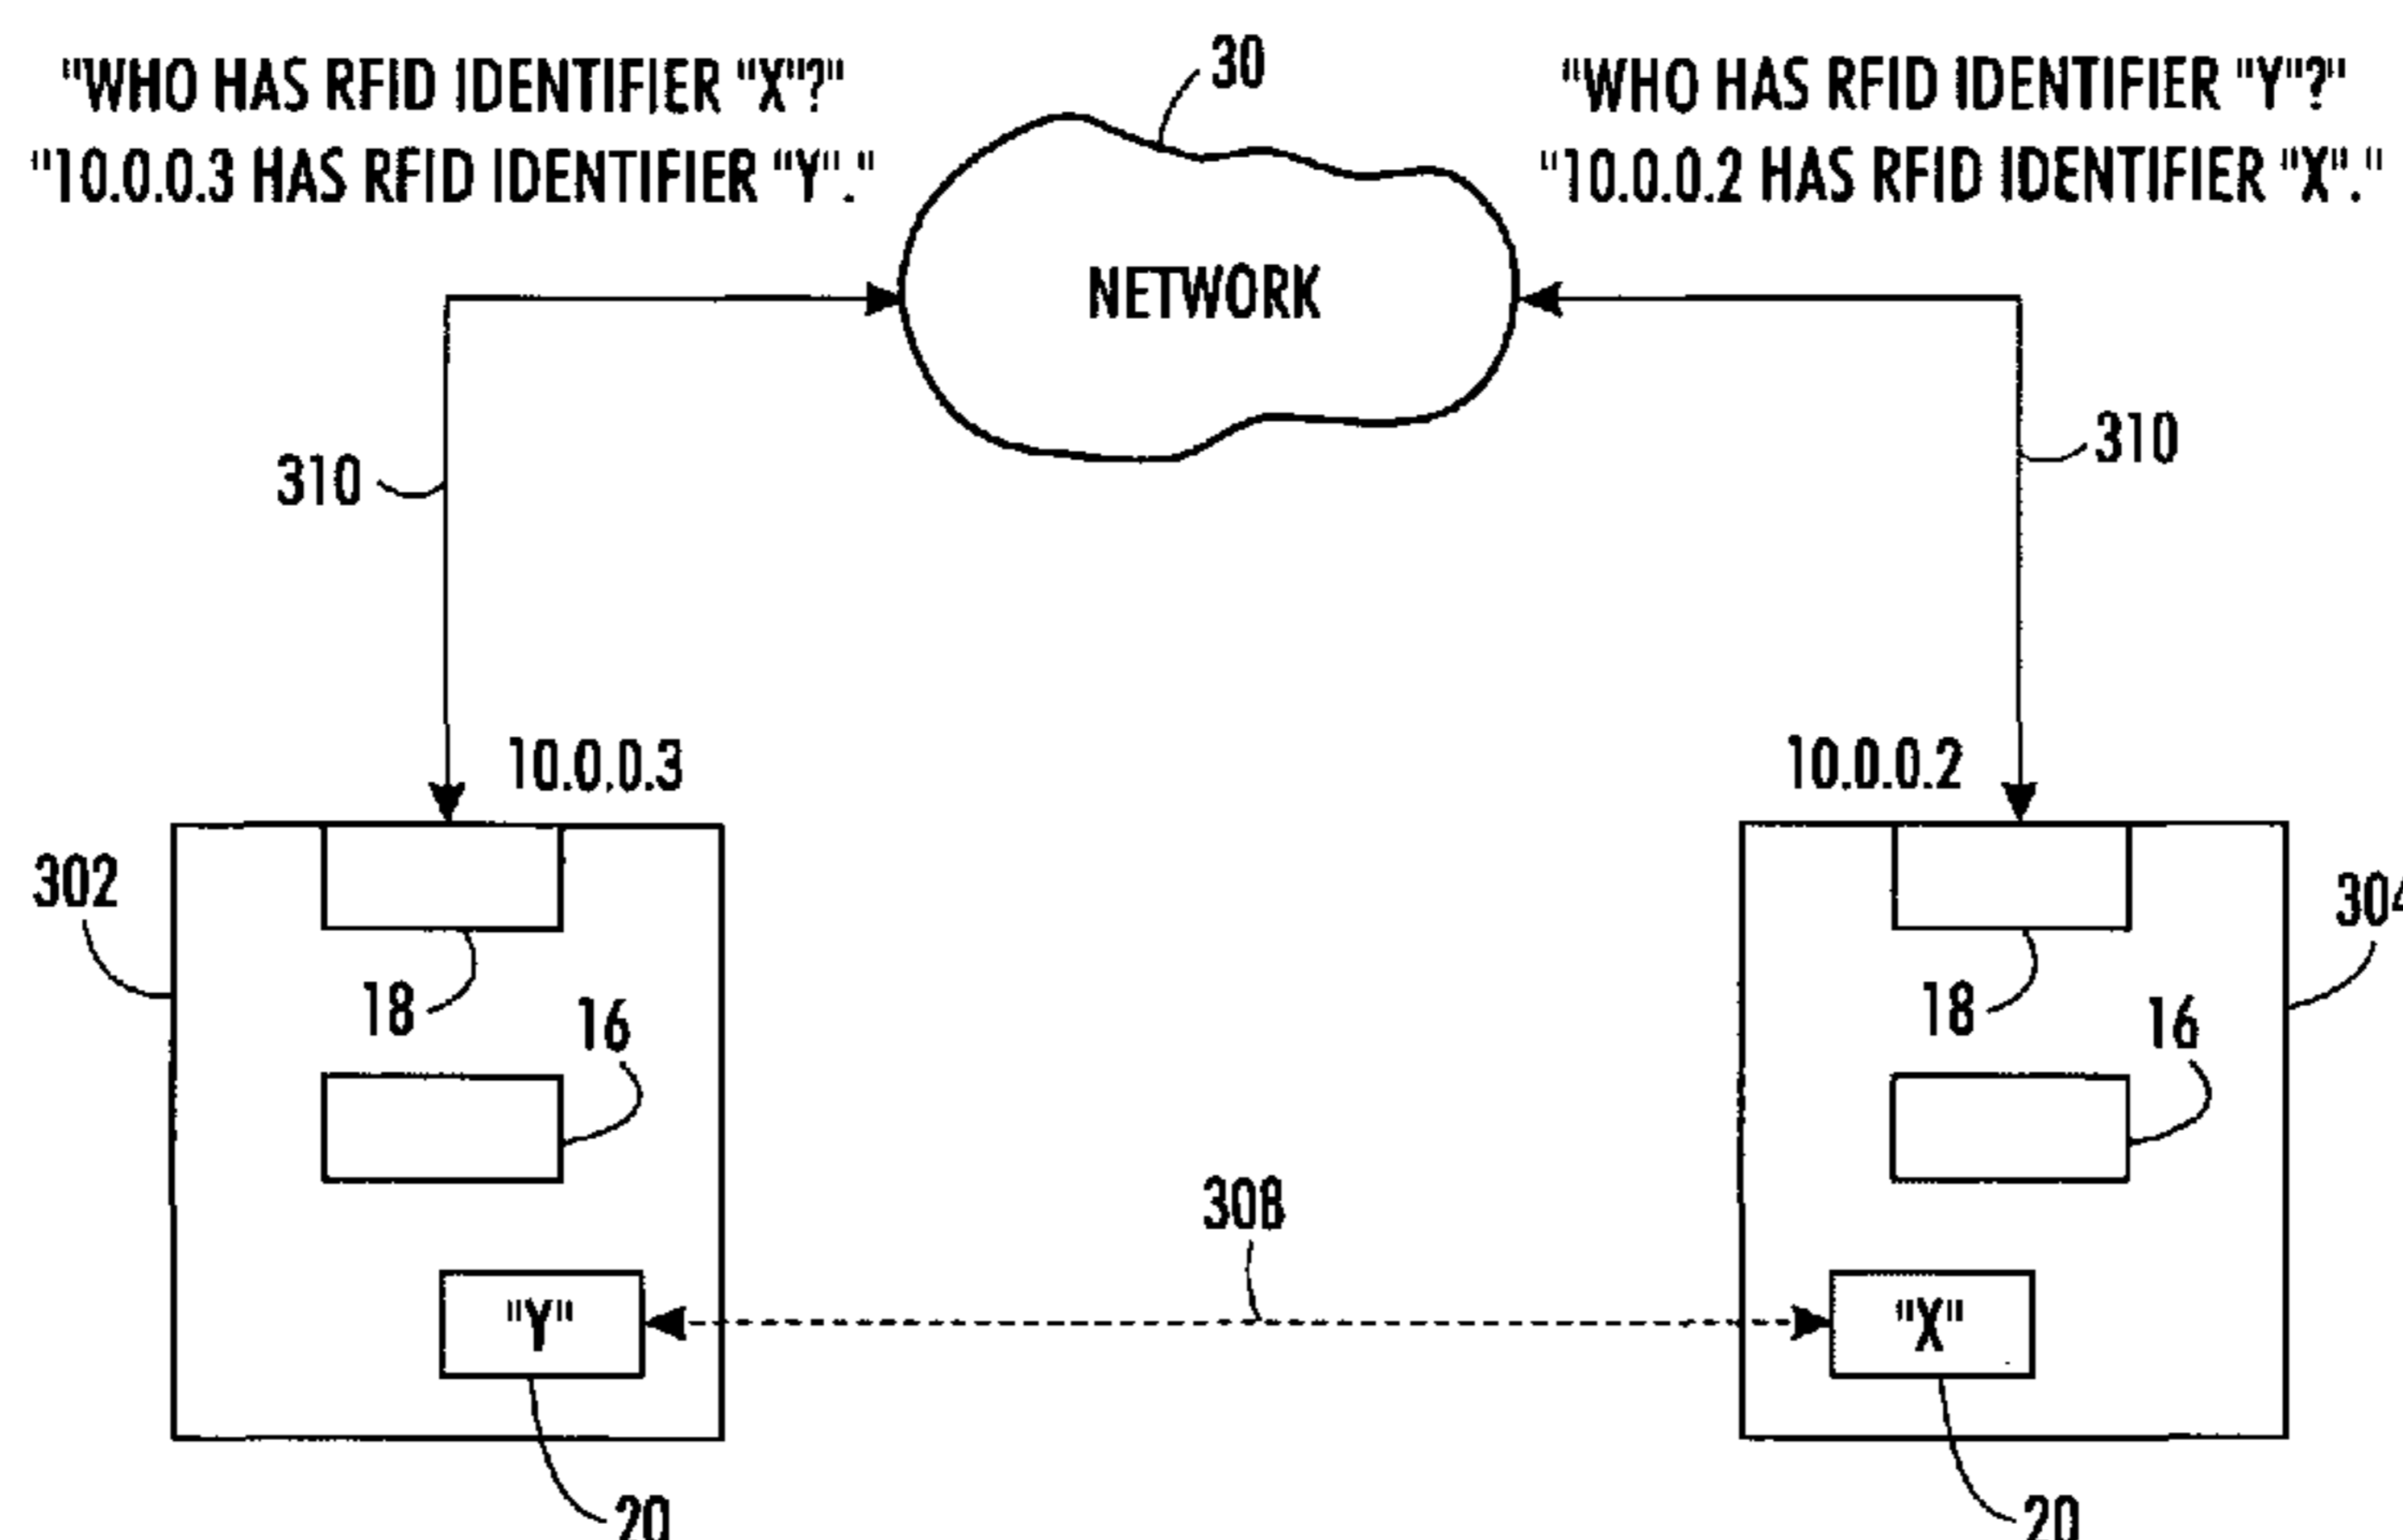 "WHO HAS RFID IDENTIFIER "X"?"
"10.0.0.3 HAS RFID IDENTIFIER "Y"."
30
"WHO HAS RFID IDENTIFIER "Y"?"
"10.0.0.2 HAS RFID IDENTIFIER "X"."
NETWORK
310
310
10.0.0.3
10.0.0.2
302
304
18
18
16
16
308
"Y"
"X"
20
20